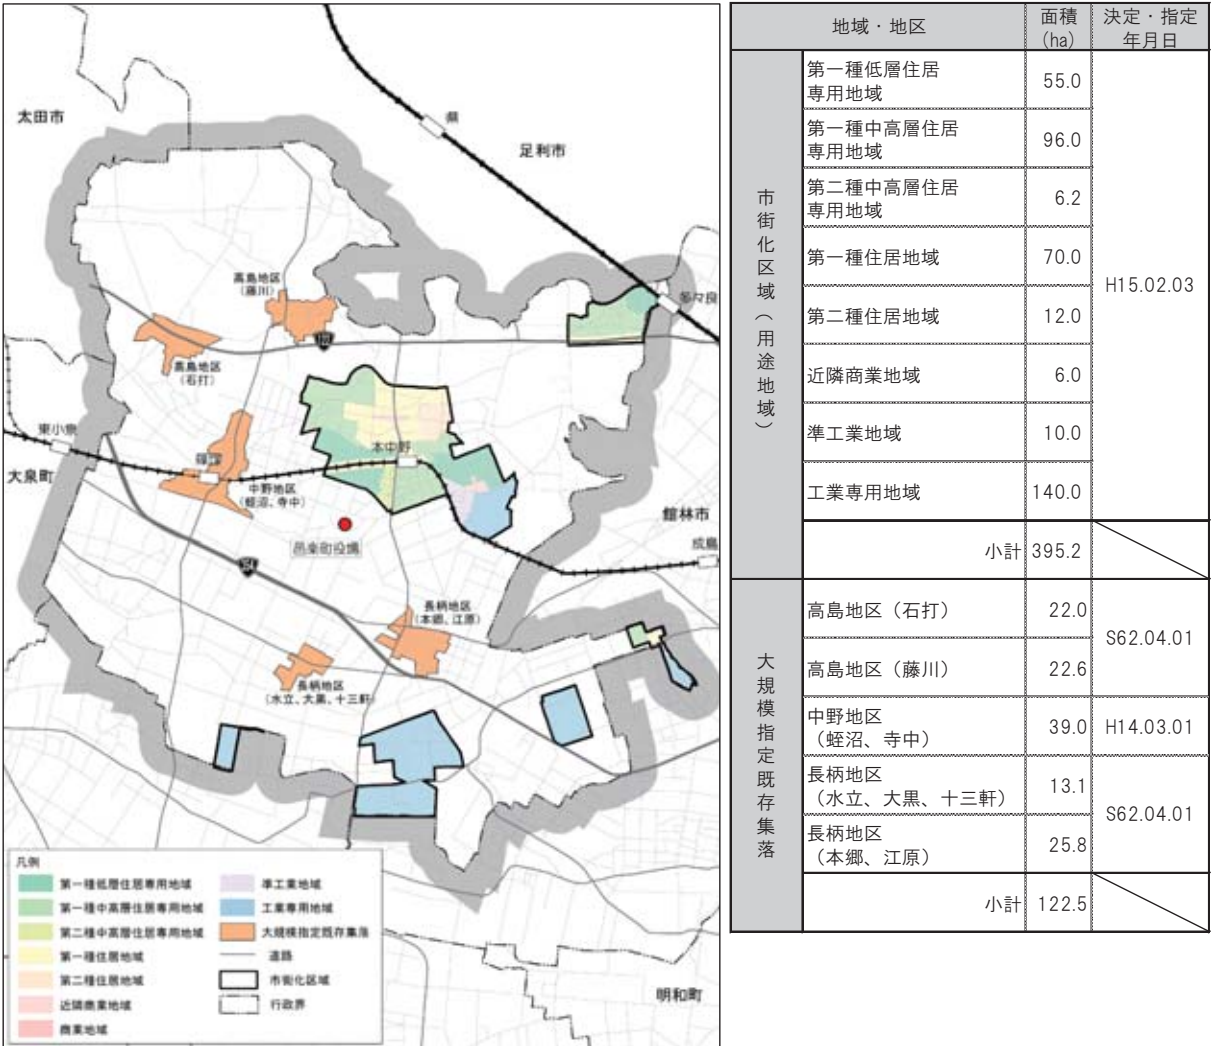 太田市
県
足利市
多々良
高島地区
(藤川)
122
高島地区
(石打)
東小泉
大泉町
篠塚
本中野
中野地区
(蛭沼、寺中)
館林市
成島
邑楽町役場
354
長柄地区
(本郷、江原)
長柄地区
(水立、大黒、十三軒)
明和町
凡例
第一種低層住居専用地域
第一種中高層住居専用地域
第二種中高層住居専用地域
第一種住居地域
第二種住居地域
近隣商業地域
商業地域
準工業地域
工業専用地域
大規模指定既存集落
道路
市街化区域
行政界
地域・地区 面積 決定・指定
(ha) 年月日
市街化区域(用途地域)
第一種低層住居
専用地域 55.0
第一種中高層住居
専用地域 96.0
第二種中高層住居
専用地域 6.2
第一種住居地域 70.0
H15.02.03
第二種住居地域 12.0
近隣商業地域 6.0
準工業地域 10.0
工業専用地域 140.0
小計 395.2
大規模指定既存集落
高島地区(石打) 22.0
S62.04.01
高島地区(藤川) 22.6
中野地区
(蛭沼、寺中) 39.0 H14.03.01
長柄地区
(水立、大黒、十三軒) 13.1
S62.04.01
長柄地区
(本郷、江原) 25.8
小計 122.5